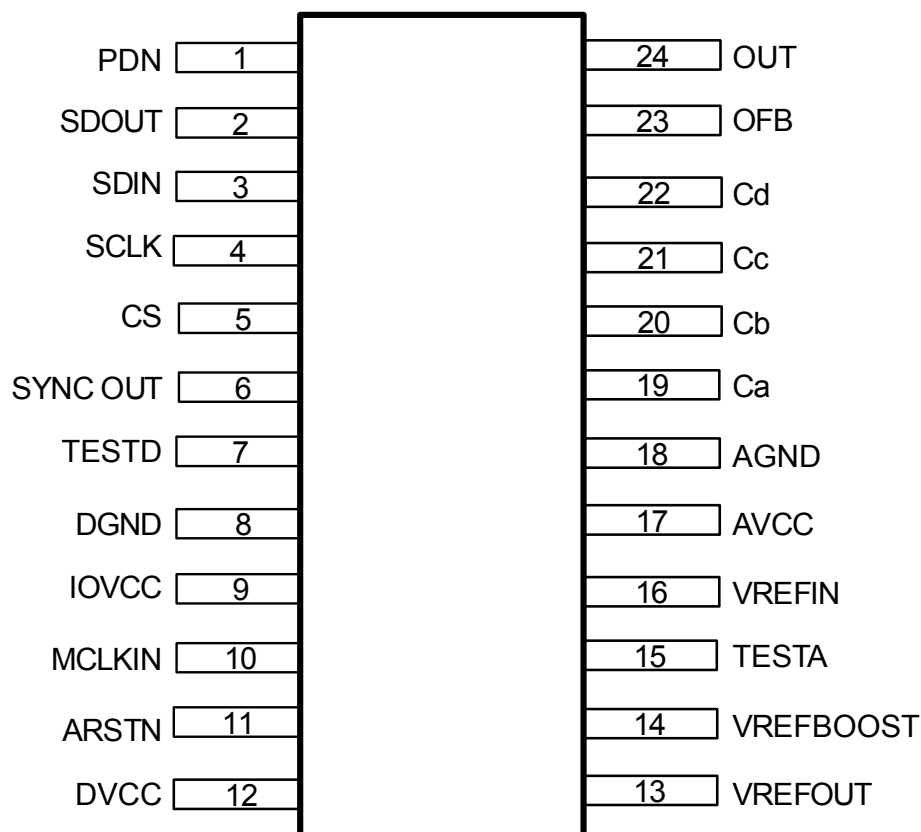 PDN 1 24 OUT
SDOUT 2 23 OFB
SDIN 3 22 Cd
SCLK 4 21 Cc
CS 5 20 Cb
SYNC OUT 6 19 Ca
TESTD 7 18 AGND
DGND 8 17 AVCC
IOVCC 9 16 VREFIN
MCLKIN 10 15 TESTA
ARSTN 11 14 VREFBOOST
DVCC 12 13 VREFOUT